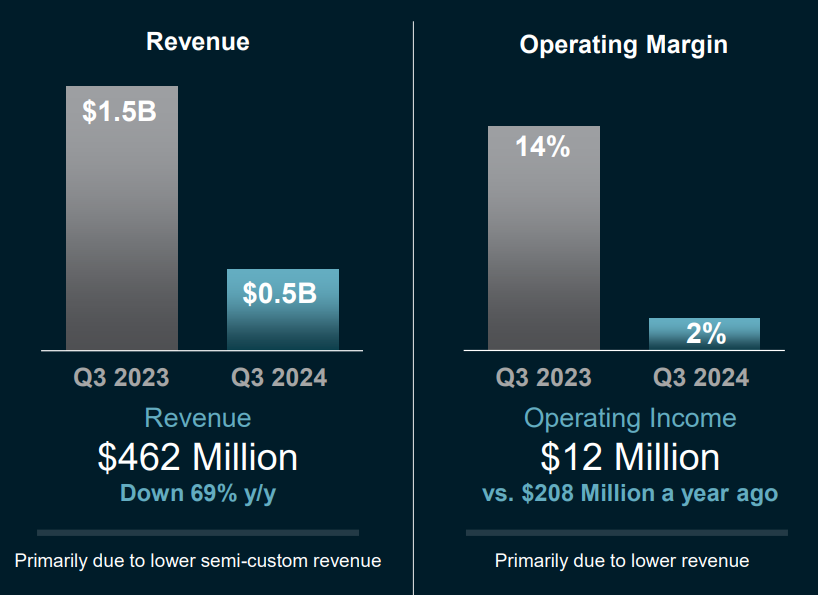 Revenue
$1.5B
$0.5B
Q3 2023
Q3 2024
Revenue
$462 Million
Down 69% y/y
Primarily due to lower semi-custom revenue
Operating Margin
14%
2%
Q3 2023
Q3 2024
Operating Income
$12 Million
vs. $208 Million a year ago
Primarily due to lower revenue